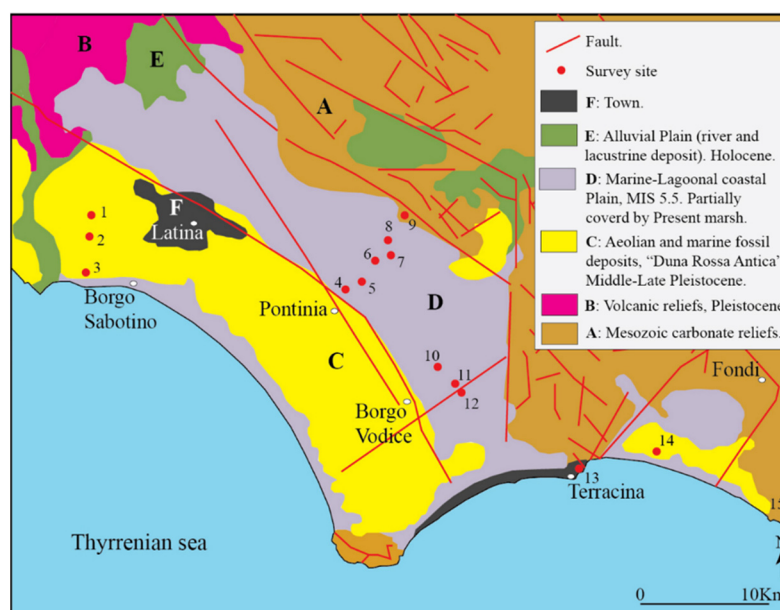 B
E
A
F
Latina
1
2
3
Borgo
Sabotino
4
5
6
7
8
9
Pontinia
D
C
10
11
12
Borgo
Vodice
13
Terracina
14
Fondi
15
Thyrrenian sea
N
0 10Km
Fault.
Survey site
F: Town.
E: Alluvial Plain (river and
lacustrine deposit). Holocene.
D: Marine-Lagoonal coastal
Plain, MIS 5.5. Partially
coverd by Present marsh.
C: Aeolian and marine fossil
deposits, “Duna Rossa Antica”
Middle-Late Pleistocene.
B: Volcanic reliefs, Pleistocene
A: Mesozoic carbonate reliefs.